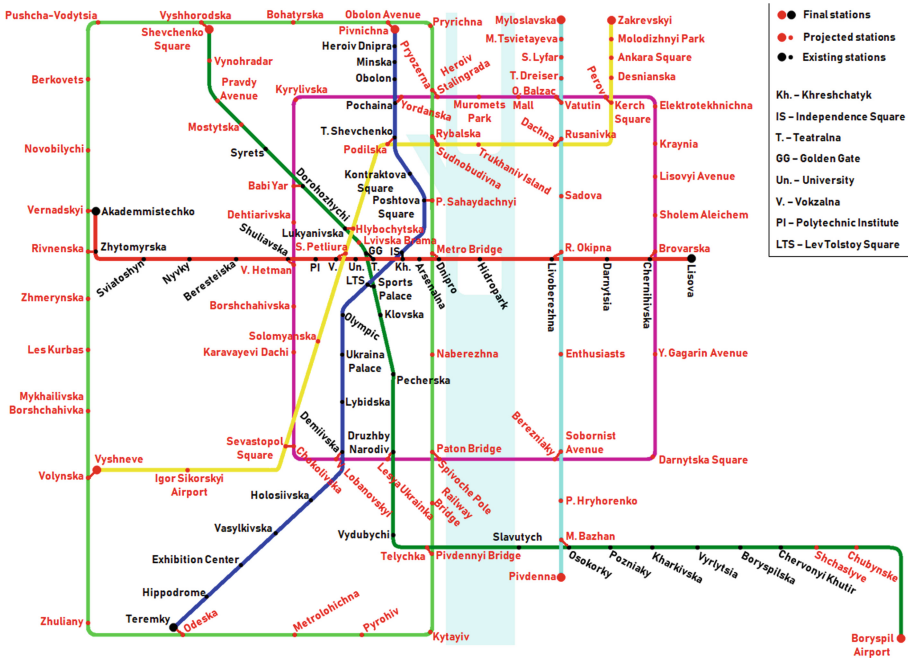 Pushcha-Vodytsia
Vyshhorodska
Bohatyrska
Obolon Avenue
Pryrichna
Myloslavska
Zakrevskyi
Final stations
Shevchenko
Square
Pivnichna
Heroiv Dnipra
M.Tsvietayeva
Molodizhnyi Park
Projected stations
Minska
Pryozerna
Heroiv
Stalingrada
S. Lyfar
Ankara Square
Existing stations
Vynohradar
Berkovets
Obolon
T. Dreiser
Perov
Desnianska
Pravdy
Avenue
Kyrylivska
O. Balzac
Kh. - Khreshchatyk
Pochaina
Yordanska
Muromets
Park
Mall
Vatutin
Kerch
Square
Elektrotekhnichna
IS - Independence Square
Mostytska
T. Shevchenko
Rybalska
Dachna
Rusanivka
T. - Teatralna
Novobilychi
Syrets
Podilska
Sudnobudivna
Trukhaniv Island
Kraynia
GG - Golden Gate
Kontraktova
Square
Lisovyi Avenue
Un. - University
Babi Yar
Dorohozhychi
Poshtova
Square
P. Sahaydachnyi
Sadova
V. - Vokzalna
Vernadskyi
Akademmistechko
Dehtiarivska
Hlybochytska
Sholem Aleichem
PI - Polytechnic Institute
Lukyanivska
Lvivska Brama
LTS - Lev Tolstoy Square
Rivnenska
Zhytomyrska
Shuliavska
S. Petliura
GG
IS
Metro Bridge
R. Okipna
Brovarska
Sviatoshyn
Nyvky
Beresteiska
V. Hetman
PI
V.
Un.
T.
Kh.
Arsenalna
Dnipro
Hidropark
Livoberezhna
Darnytsia
Chernihivska
Lisova
LTS
Sports
Palace
Zhmerynska
Borshchahivska
Klovska
Olympic
Solomyanska
Les Kurbas
Karavayevi Dachi
Ukraina
Palace
Naberezhna
Enthusiasts
Y. Gagarin Avenue
Pecherska
Mykhailivska
Borshchahivka
Lybidska
Demiivska
Druzhby
Narodiv
Berezniaky
Sobornist
Avenue
Sevastopol
Square
Chokolivka
V. Lobanovskyi
Lesya Ukrainka
Paton Bridge
Spivoche Pole
Darnytska Square
Vyshneve
Volynska
Igor Sikorskyi
Airport
Railway
Bridge
Holosiivska
P. Hryhorenko
Vasylkivska
Vydubychi
Slavutych
M. Bazhan
Telychka
Pivdennyi Bridge
Exhibition Center
Osokorky
Pozniaky
Kharkivska
Vyrlytsia
Boryspilska
Chervonyi Khutir
Shchaslyve
Chubynske
Pivdenna
Hippodrome
Zhuliany
Teremky
Odeska
Metrolohichna
Pyrohiv
Kytayiv
Boryspil
Airport